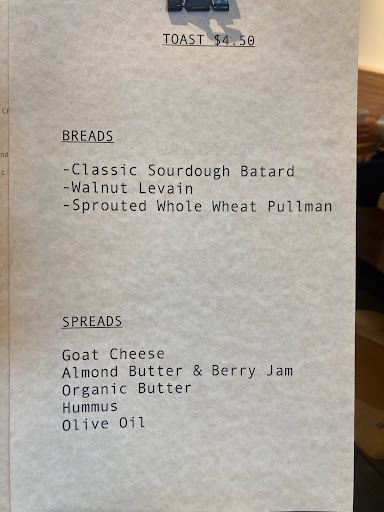 TOAST $4.50
BREADS
-Classic Sourdough Batard
-Walnut Levain
-Sprouted Whole Wheat Pullman
SPREADS
Goat Cheese
Almond Butter & Berry Jam
Organic Butter
Hummus
Olive Oil